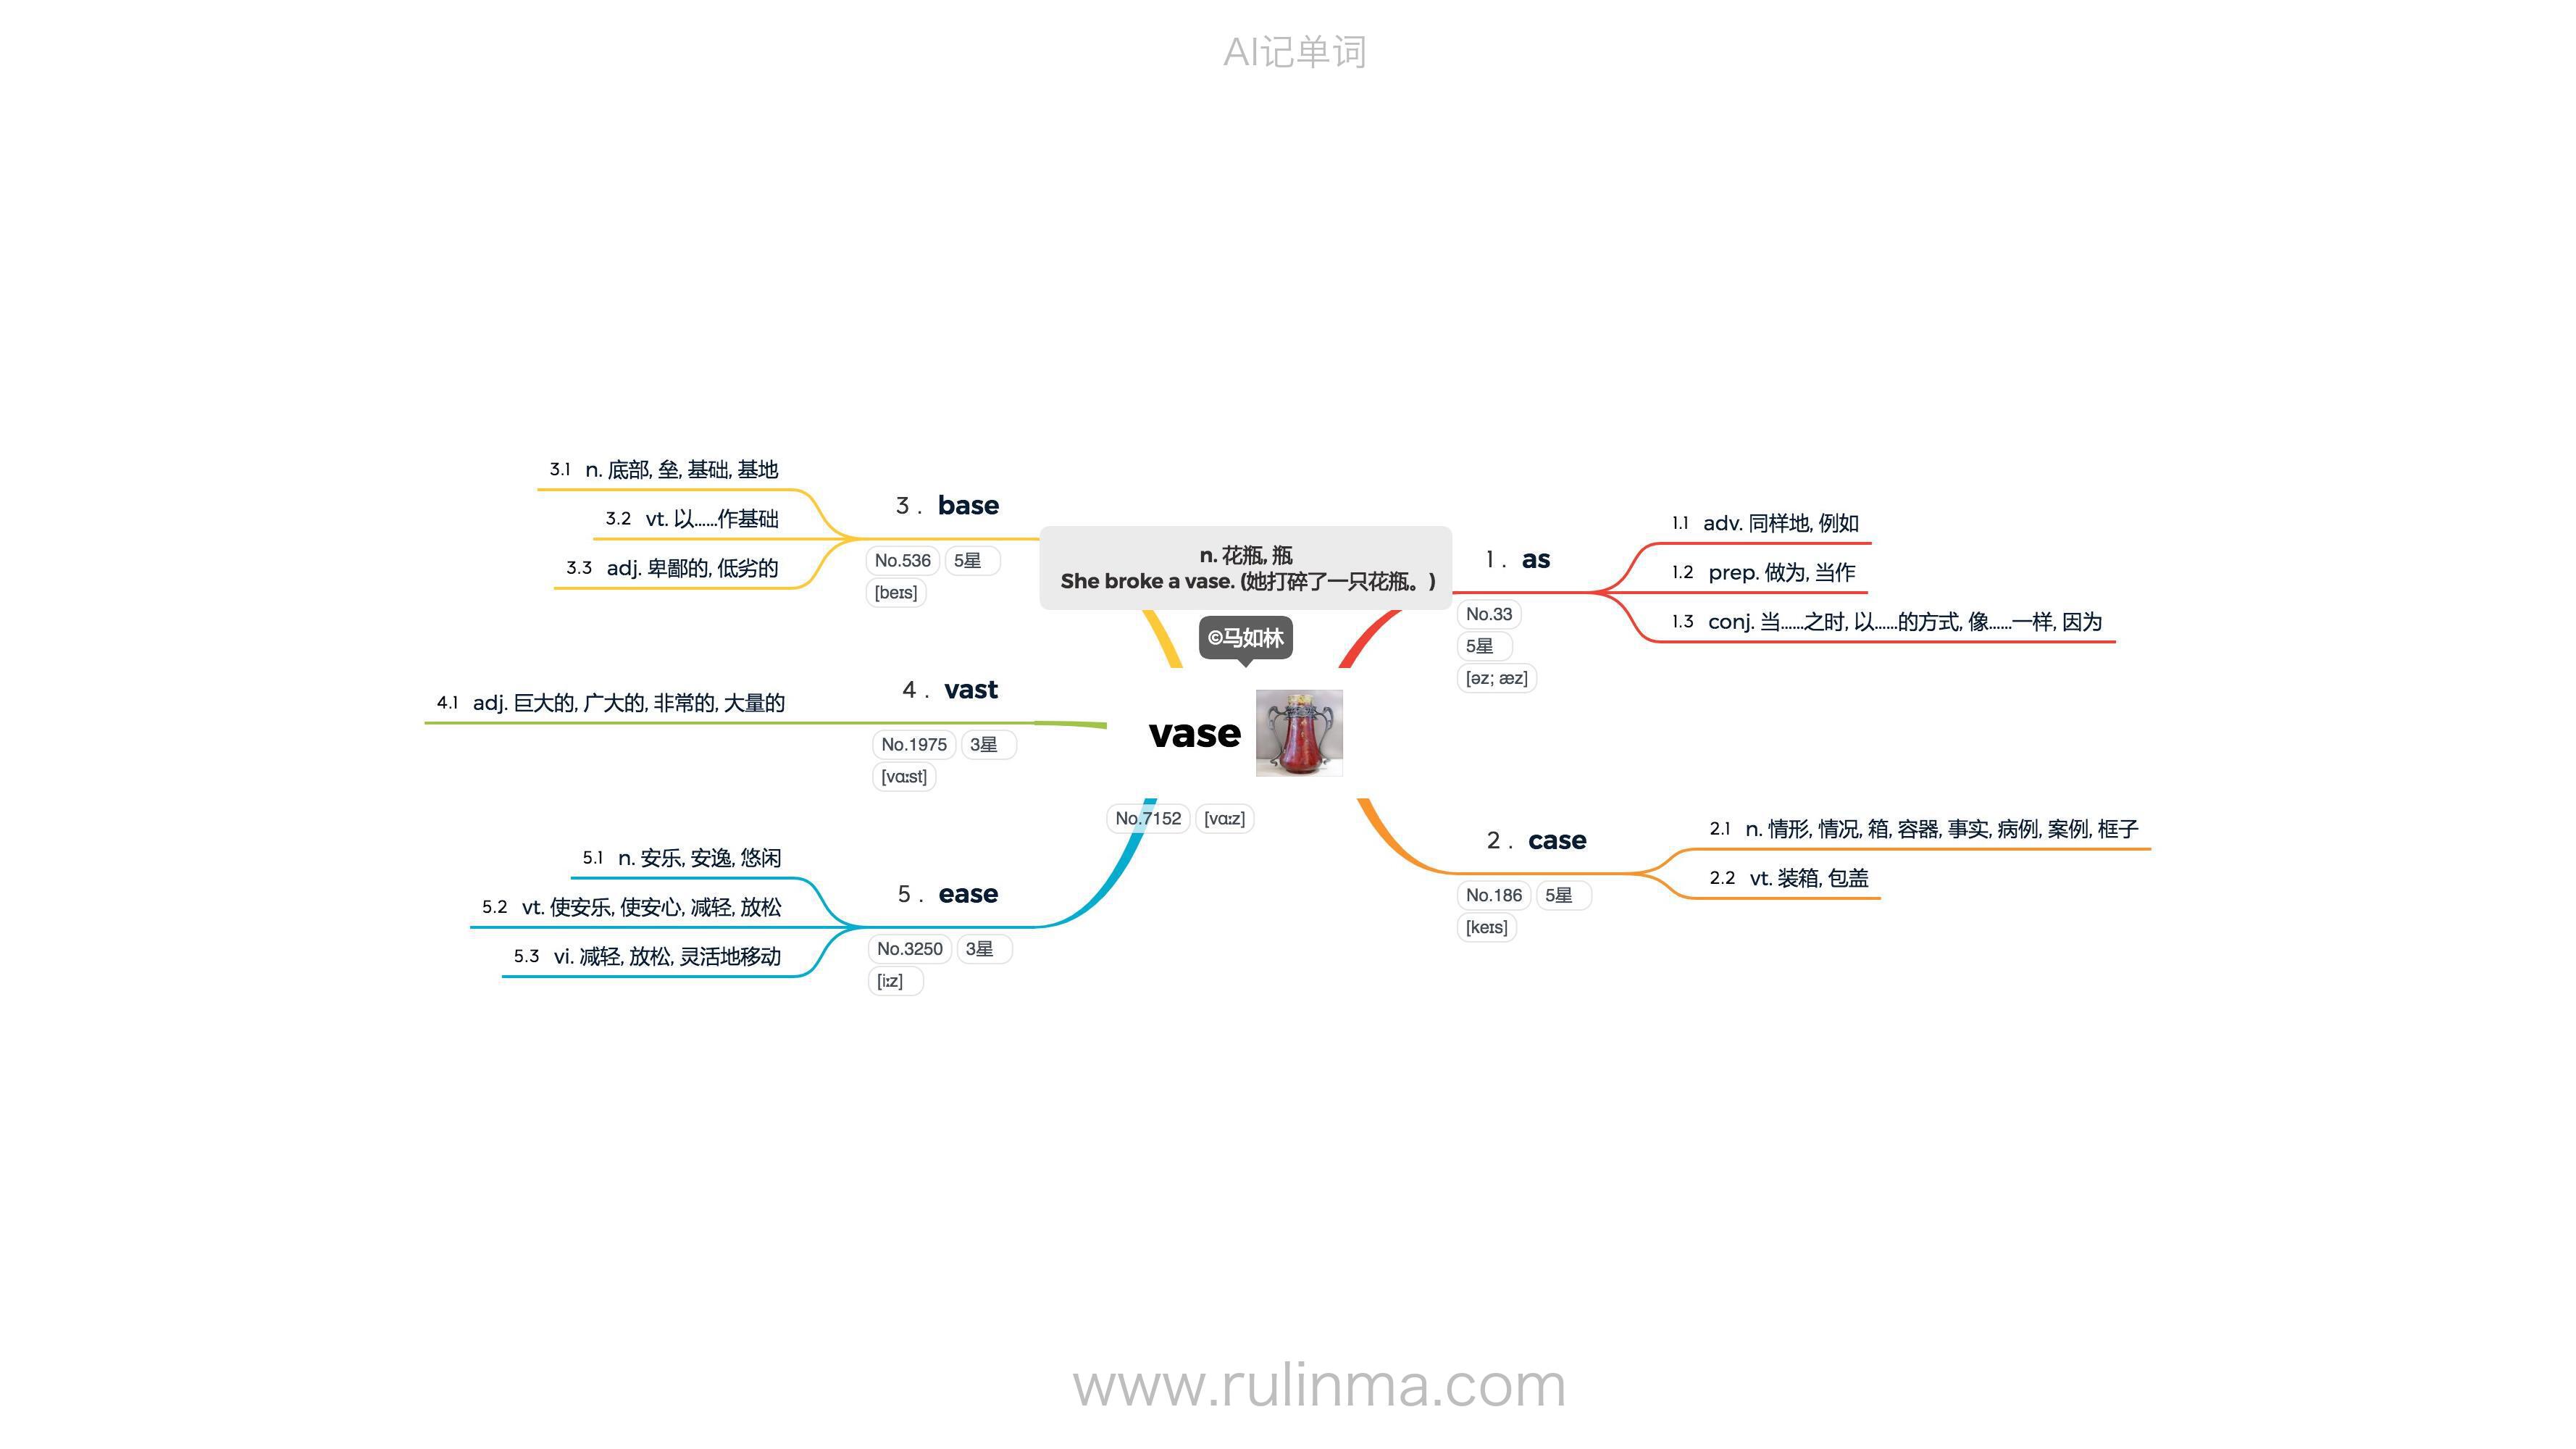 AI记单词
n. 花瓶, 瓶
She broke a vase. (她打碎了一只花瓶。)
©马如林
vase
No.7152 [vɑːz]
1. as
No.33
5星
[əz; æz]
1.1 adv. 同样地, 例如
1.2 prep. 做为, 当作
1.3 conj. 当……之时, 以……的方式, 像……一样, 因为
2. case
No.186 5星
[keɪs]
2.1 n. 情形, 情况, 箱, 容器, 事实, 病例, 案例, 框子
2.2 vt. 装箱, 包盖
3. base
No.536 5星
[beɪs]
3.1 n. 底部, 垒, 基础, 基地
3.2 vt. 以……作基础
3.3 adj. 卑鄙的, 低劣的
4. vast
No.1975 3星
[vɑːst]
4.1 adj. 巨大的, 广大的, 非常的, 大量的
5. ease
No.3250 3星
[iːz]
5.1 n. 安乐, 安逸, 悠闲
5.2 vt. 使安乐, 使安心, 减轻, 放松
5.3 vi. 减轻, 放松, 灵活地移动
www.rulinma.com